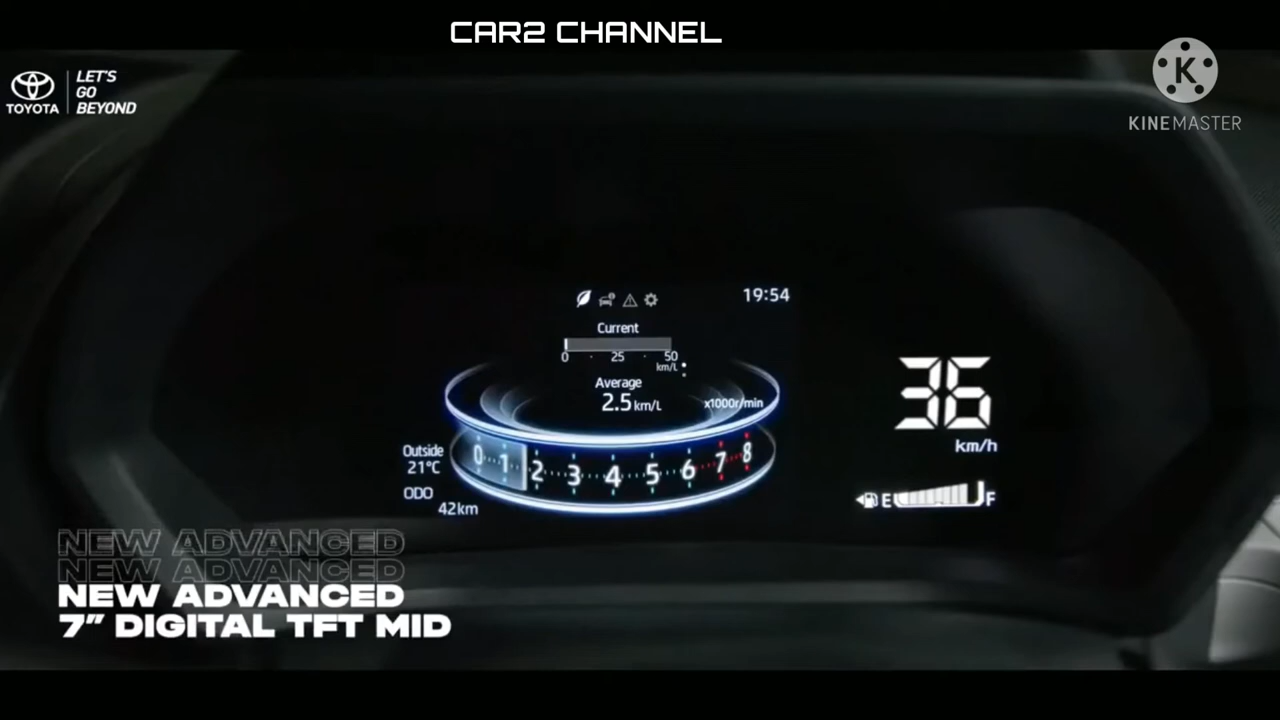 CAR2 CHANNEL
TOYOTA
LET'S
GO
BEYOND
K
KINEMASTER
19:54
Current
0 25 50
km/L
Average
2.5 km/L
x1000r/min
Outside
21°C
0 1 2 3 4 5 6 7 8
ODO
42km
36
km/h
E F
NEW ADVANCED
NEW ADVANCED
NEW ADVANCED
7" DIGITAL TFT MID